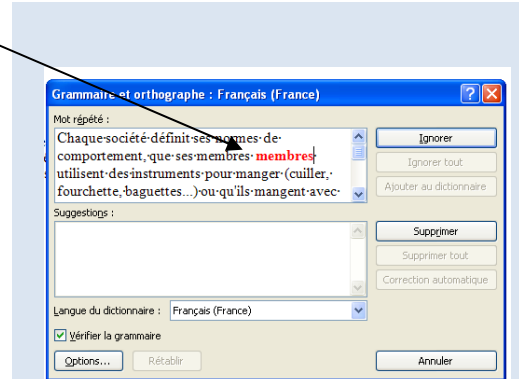 Grammaire et orthographe : Français (France)
Mot répété :
Chaque·société·définit·ses·normes·de·
comportement,·que·ses·membres·membres
utilisent·des·instruments·pour·manger·(cuiller,·
fourchette,·baguettes...)·ou·qu'ils·mangent·avec·
Ignorer
Ignorer tout
Ajouter au dictionnaire
Suggestions :
Supprimer
Supprimer tout
Correction automatique
Langue du dictionnaire : Français (France)
Vérifier la grammaire
Options... Rétablir Annuler